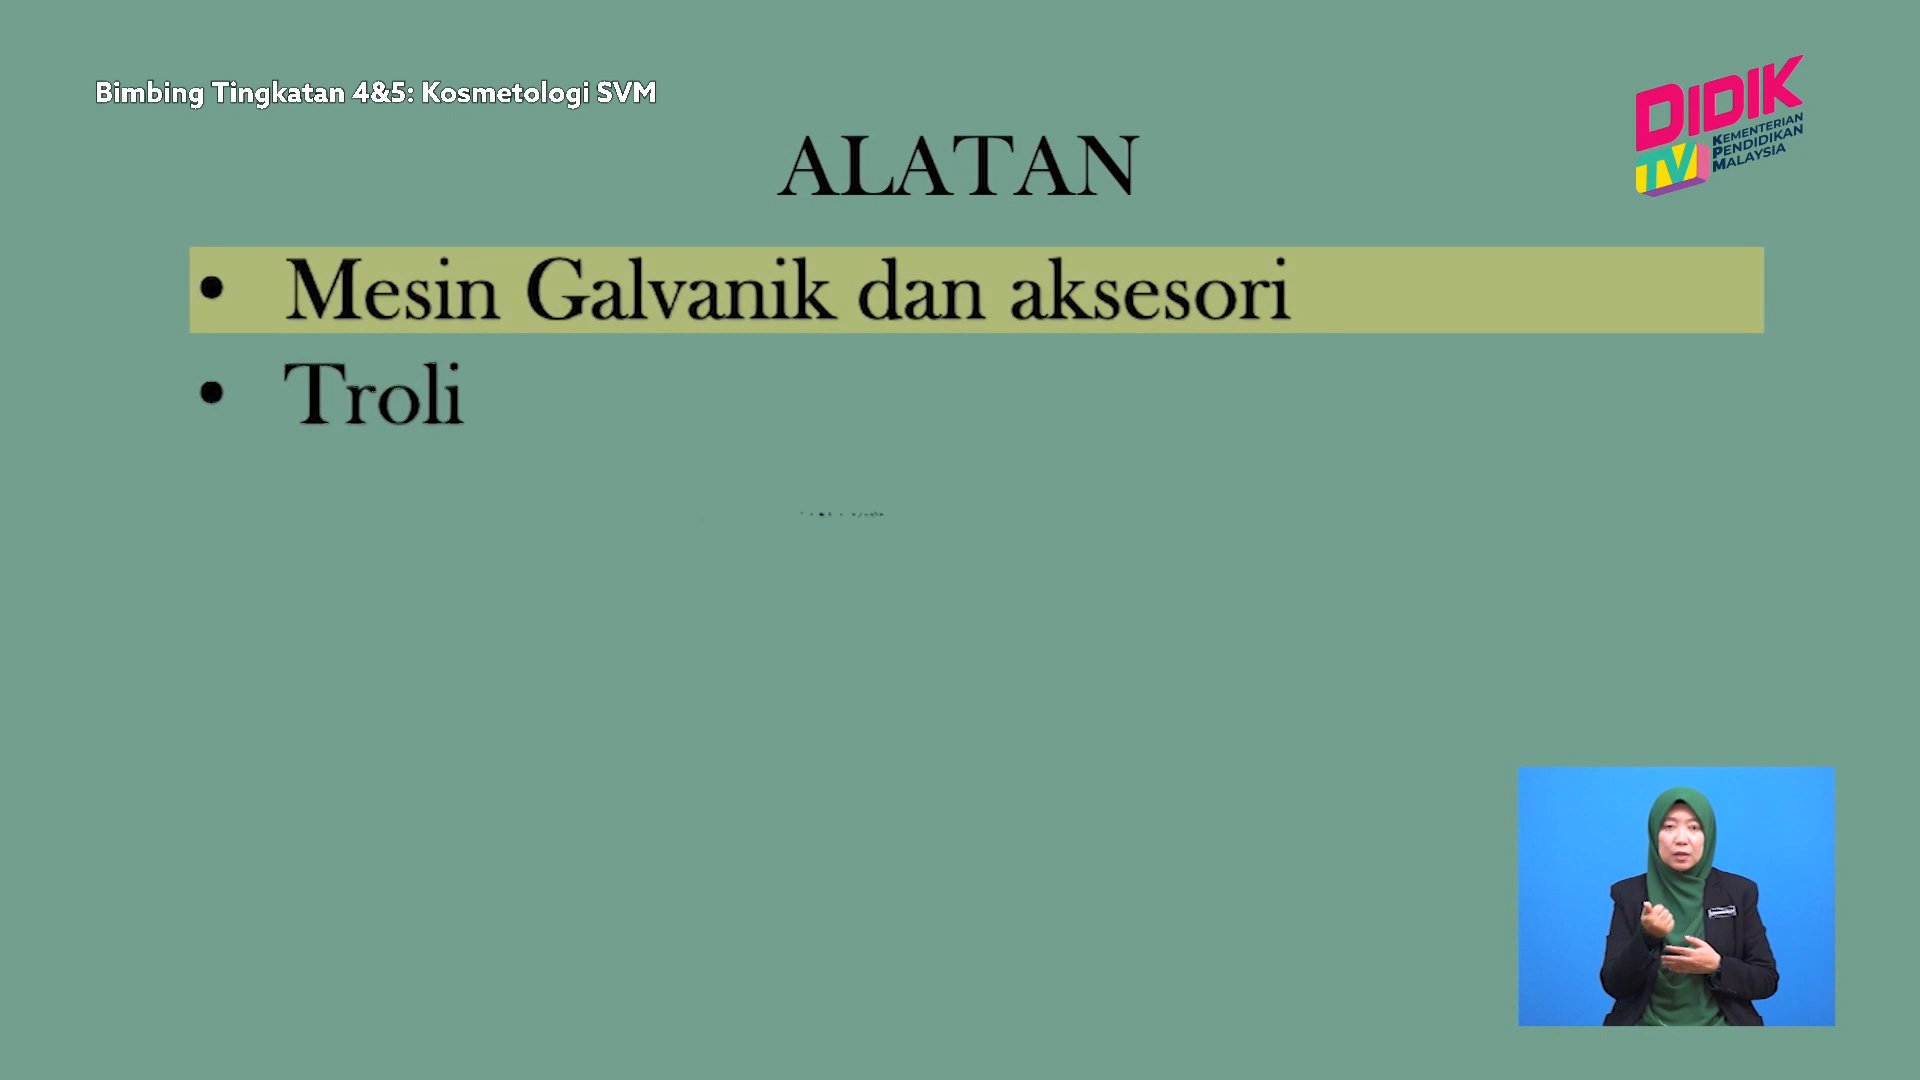 Bimbing Tingkatan 4&5: Kosmetologi SVM
DIDIK
TV
KEMENTERIAN
PENDIDIKAN
MALAYSIA
ALATAN
• Mesin Galvanik dan aksesori
• Troli